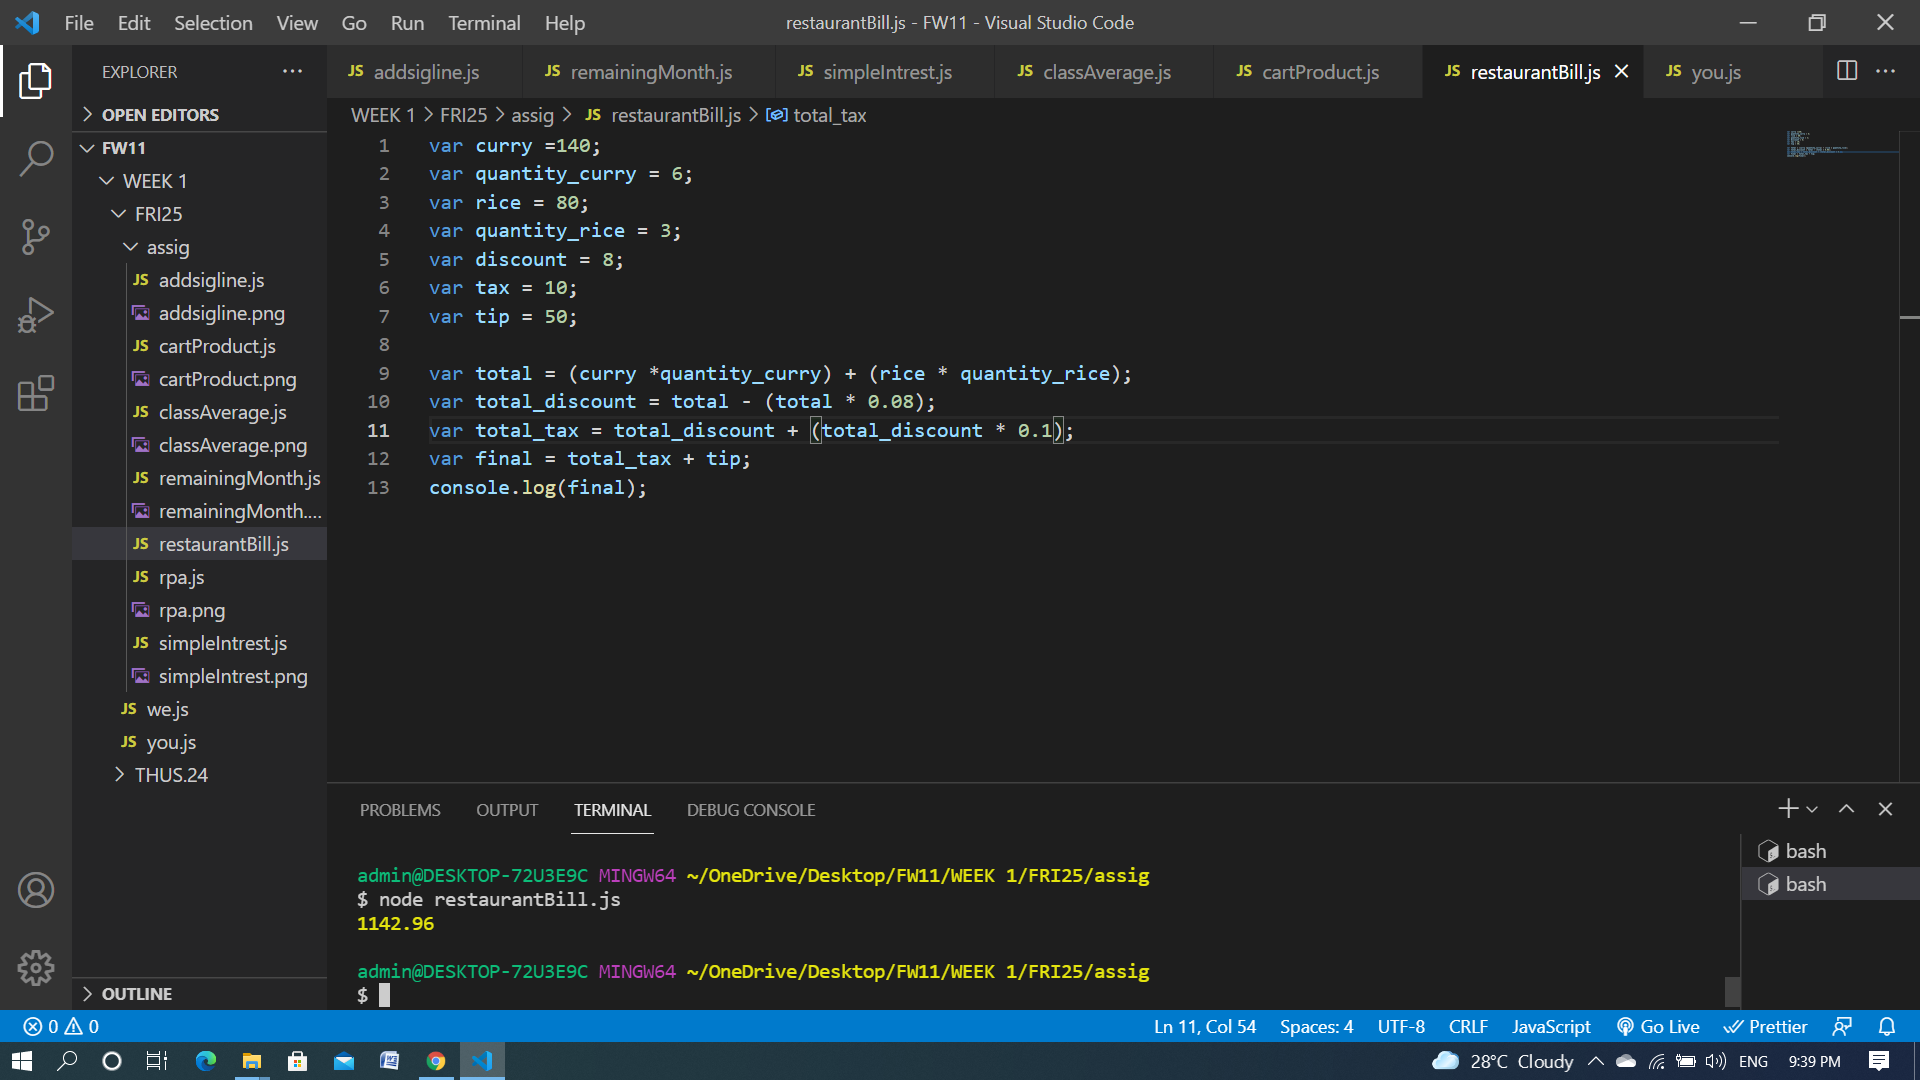 File Edit Selection View Go Run Terminal Help
restaurantBill.js - FW11 - Visual Studio Code
EXPLORER
OPEN EDITORS
FW11
WEEK 1
FRI25
assig
JS addsigline.js
addsigline.png
JS cartProduct.js
cartProduct.png
JS classAverage.js
classAverage.png
JS remainingMonth.js
remainingMonth....
JS restaurantBill.js
JS rpa.js
rpa.png
JS simpleIntrest.js
simpleIntrest.png
JS we.js
JS you.js
THUS.24
OUTLINE
JS addsigline.js JS remainingMonth.js JS simpleIntrest.js JS classAverage.js JS cartProduct.js JS restaurantBill.js JS you.js
WEEK 1 > FRI25 > assig > JS restaurantBill.js > total_tax
1 var curry =140;
2 var quantity_curry = 6;
3 var rice = 80;
4 var quantity_rice = 3;
5 var discount = 8;
6 var tax = 10;
7 var tip = 50;
8
9 var total = (curry *quantity_curry) + (rice * quantity_rice);
10 var total_discount = total - (total * 0.08);
11 var total_tax = total_discount + (total_discount * 0.1);
12 var final = total_tax + tip;
13 console.log(final);
PROBLEMS OUTPUT TERMINAL DEBUG CONSOLE
admin@DESKTOP-72U3E9C MINGW64 ~/OneDrive/Desktop/FW11/WEEK 1/FRI25/assig
$ node restaurantBill.js
1142.96
admin@DESKTOP-72U3E9C MINGW64 ~/OneDrive/Desktop/FW11/WEEK 1/FRI25/assig
$
bash
bash
0 0
Ln 11, Col 54 Spaces: 4 UTF-8 CRLF JavaScript Go Live Prettier
28°C Cloudy ENG 9:39 PM